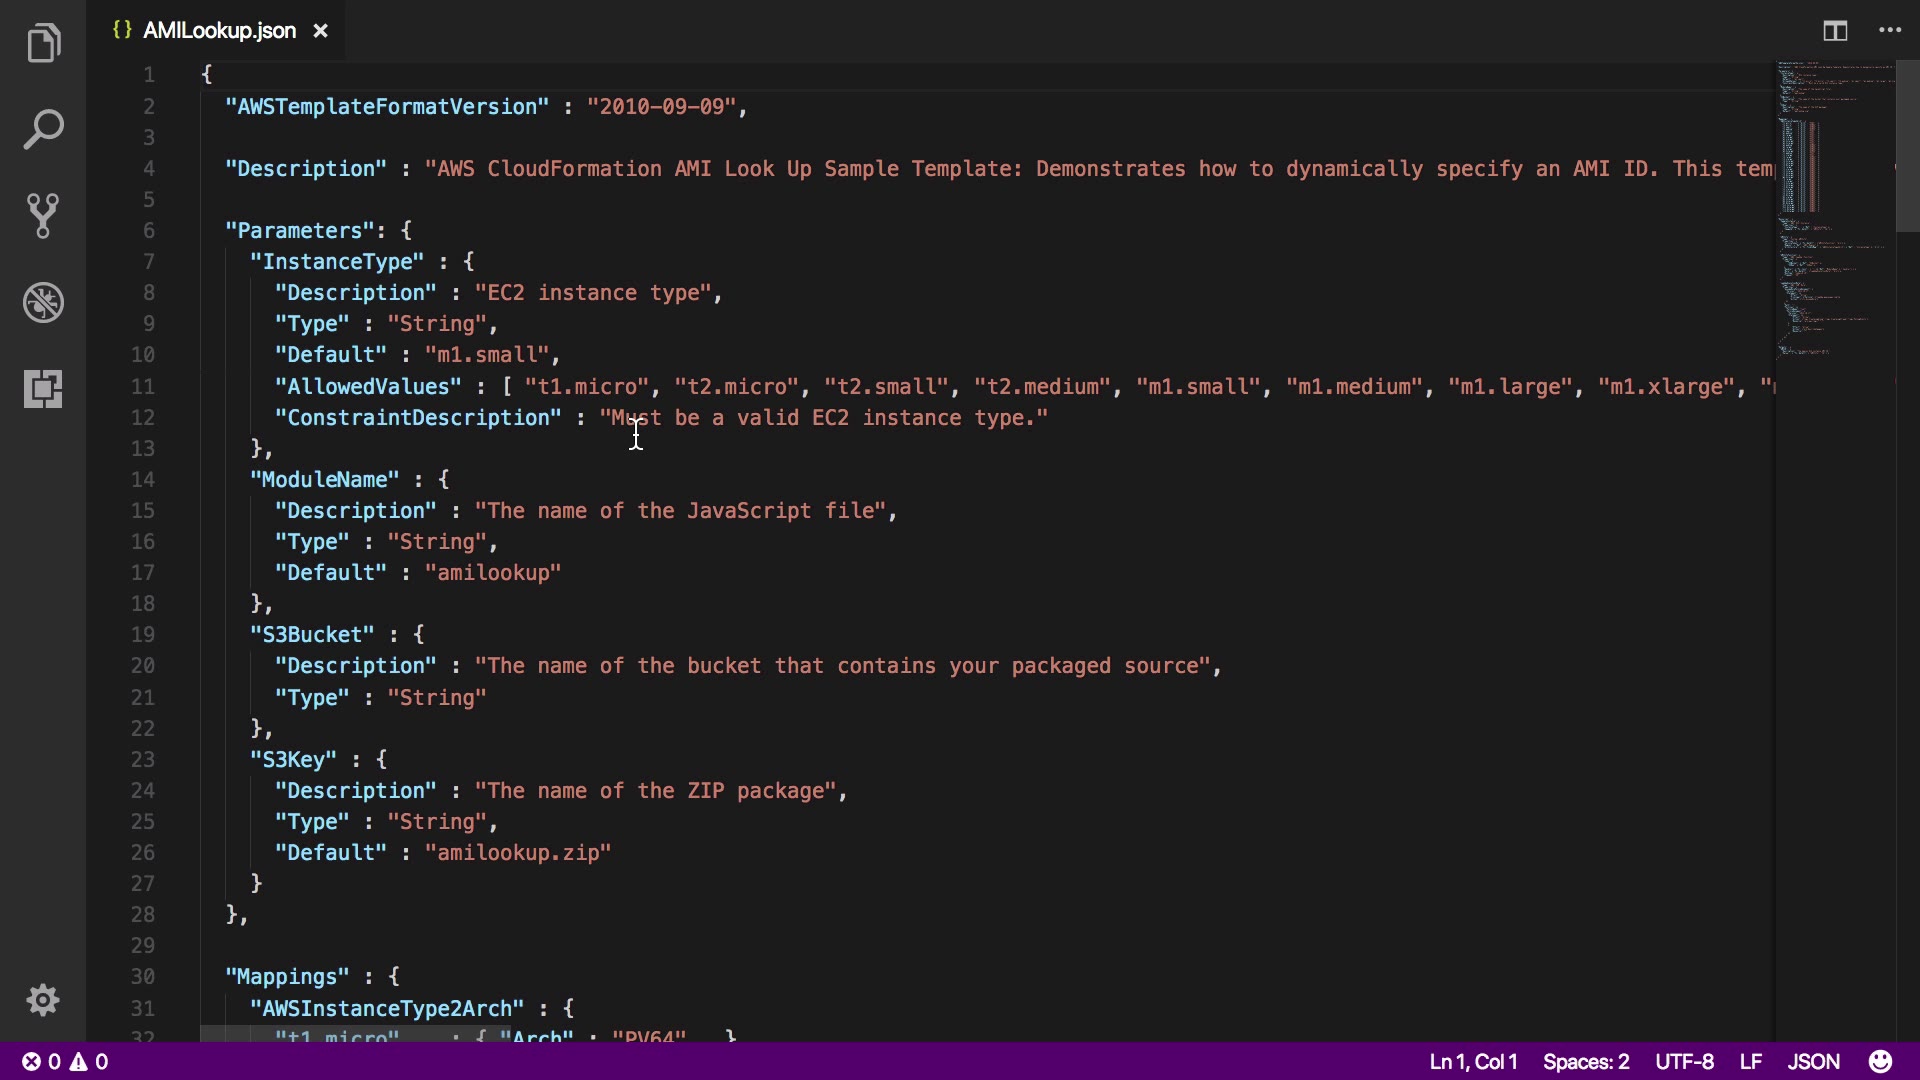 {} AMILookup.json ×
1 {
2 "AWSTemplateFormatVersion" : "2010-09-09",
3
4 "Description" : "AWS CloudFormation AMI Look Up Sample Template: Demonstrates how to dynamically specify an AMI ID. This tem
5
6 "Parameters": {
7 "InstanceType" : {
8 "Description" : "EC2 instance type",
9 "Type" : "String",
10 "Default" : "m1.small",
11 "AllowedValues" : [ "t1.micro", "t2.micro", "t2.small", "t2.medium", "m1.small", "m1.medium", "m1.large", "m1.xlarge", "
12 "ConstraintDescription" : "Must be a valid EC2 instance type."
13 },
14 "ModuleName" : {
15 "Description" : "The name of the JavaScript file",
16 "Type" : "String",
17 "Default" : "amilookup"
18 },
19 "S3Bucket" : {
20 "Description" : "The name of the bucket that contains your packaged source",
21 "Type" : "String"
22 },
23 "S3Key" : {
24 "Description" : "The name of the ZIP package",
25 "Type" : "String",
26 "Default" : "amilookup.zip"
27 }
28 },
29
30 "Mappings" : {
31 "AWSInstanceType2Arch" : {
32 "t1.micro" : { "Arch" : "PV64" }
0 0 Ln 1, Col 1 Spaces: 2 UTF-8 LF JSON